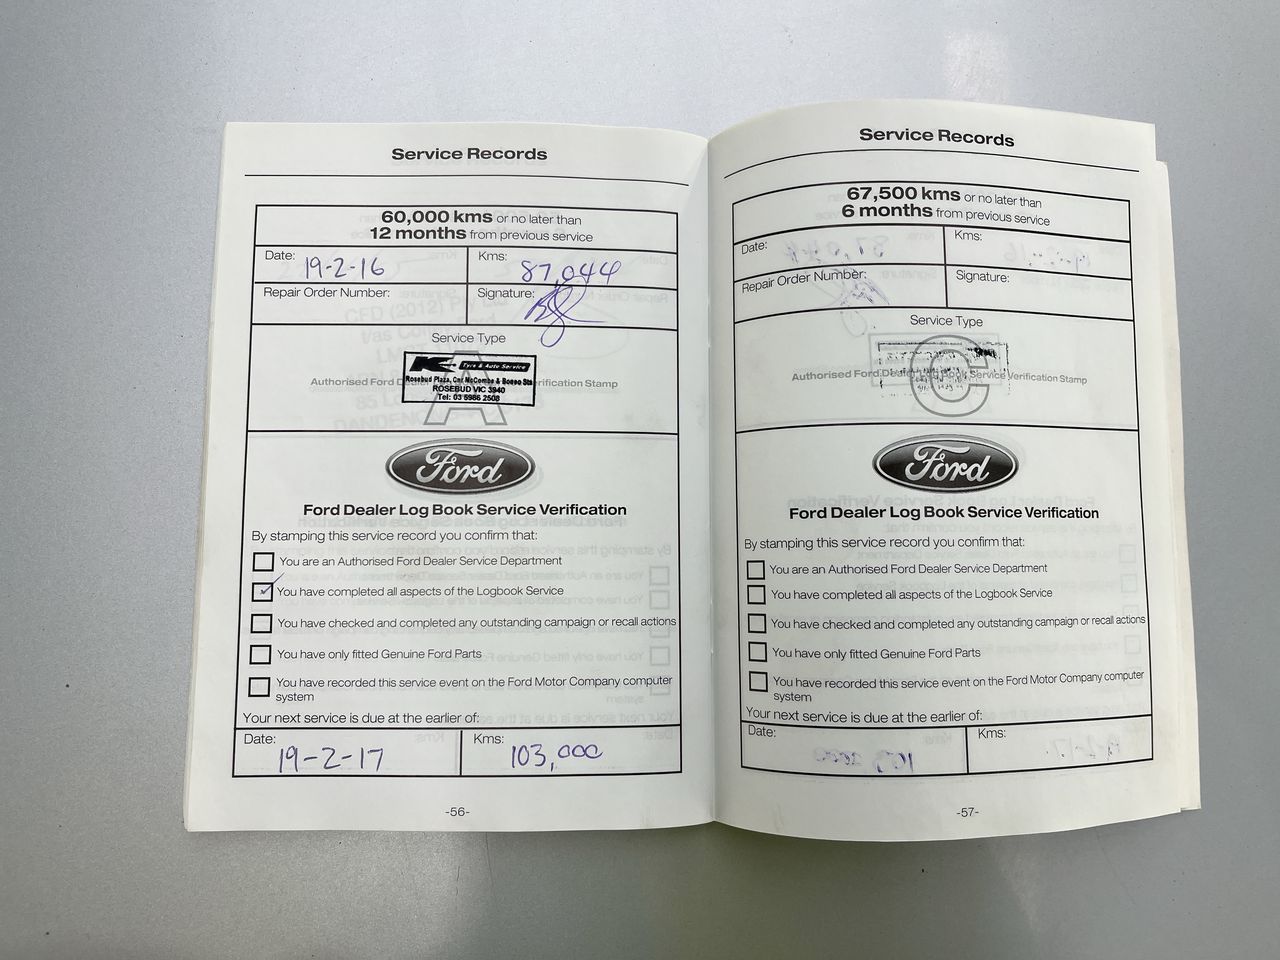 Service Records
60,000 kms or no later than
12 months from previous service
Date: 19-2-16 Kms: 87,044
Repair Order Number: Signature:
Service Type
A
K Tyre & Auto Service
Rosebud Plaza, Cnr McCombe & Boneo Sts
ROSEBUD VIC 3940
Tel: 03 5986 2508
Authorised Ford Verification Stamp
Ford
Ford Dealer Log Book Service Verification
By stamping this service record you confirm that:
You are an Authorised Ford Dealer Service Department
You have completed all aspects of the Logbook Service
You have checked and completed any outstanding campaign or recall actions
You have only fitted Genuine Ford Parts
You have recorded this service event on the Ford Motor Company computer
system
Your next service is due at the earlier of:
Date: 19-2-17 Kms: 103,000
-56-
Service Records
67,500 kms or no later than
6 months from previous service
Date: Kms:
Repair Order Number: Signature:
Service Type
C
Authorised Ford Dealer Log Book Service Verification Stamp
Ford
Ford Dealer Log Book Service Verification
By stamping this service record you confirm that:
You are an Authorised Ford Dealer Service Department
You have completed all aspects of the Logbook Service
You have checked and completed any outstanding campaign or recall actions
You have only fitted Genuine Ford Parts
You have recorded this service event on the Ford Motor Company computer
system
Your next service is due at the earlier of:
Date: Kms:
-57-